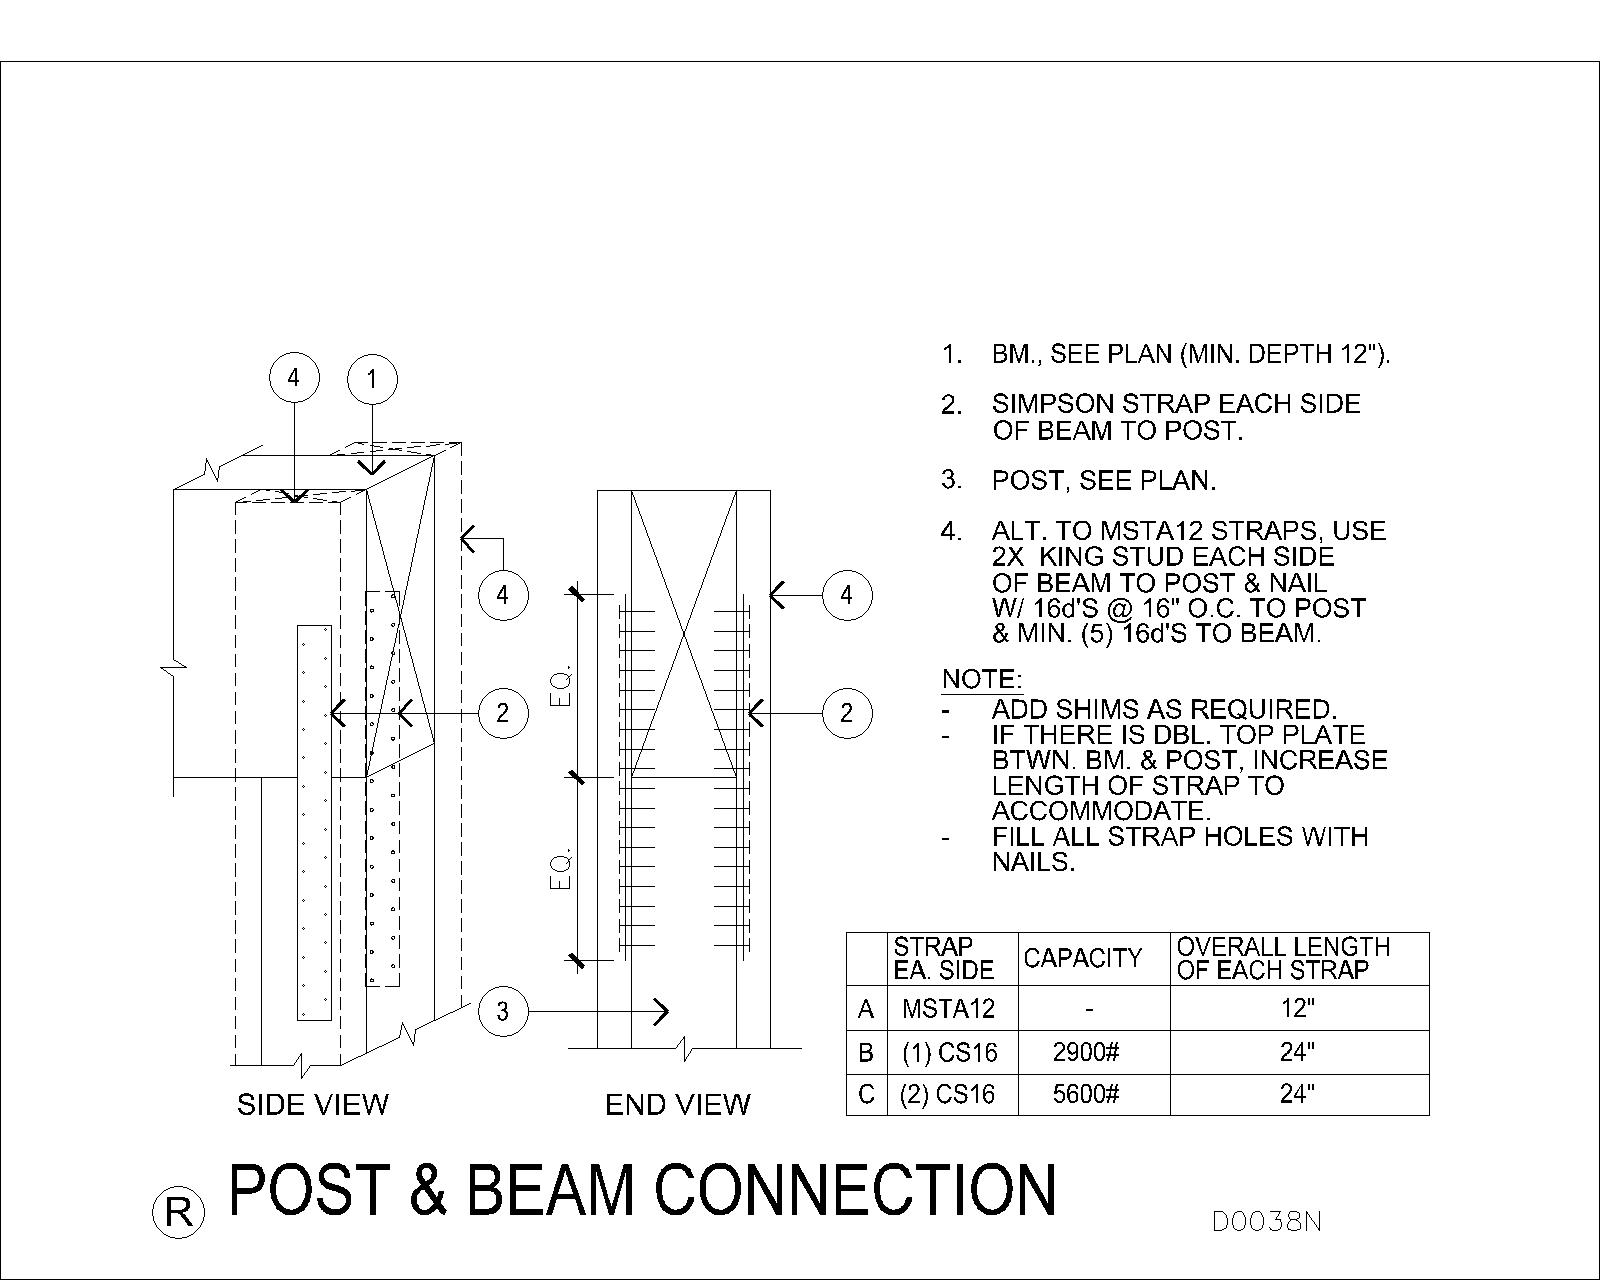 4
1
4
4
EQ.
2
2
EQ.
3
SIDE VIEW
END VIEW
1. BM., SEE PLAN (MIN. DEPTH 12").
2. SIMPSON STRAP EACH SIDE
OF BEAM TO POST.
3. POST, SEE PLAN.
4. ALT. TO MSTA12 STRAPS, USE
2X KING STUD EACH SIDE
OF BEAM TO POST & NAIL
W/ 16d'S @ 16" O.C. TO POST
& MIN. (5) 16d'S TO BEAM.
NOTE:
- ADD SHIMS AS REQUIRED.
- IF THERE IS DBL. TOP PLATE
BTWN. BM. & POST, INCREASE
LENGTH OF STRAP TO
ACCOMMODATE.
- FILL ALL STRAP HOLES WITH
NAILS.
STRAP
EA. SIDE
CAPACITY
OVERALL LENGTH
OF EACH STRAP
A MSTA12 - 12"
B (1) CS16 2900# 24"
C (2) CS16 5600# 24"
R POST & BEAM CONNECTION
D0038N